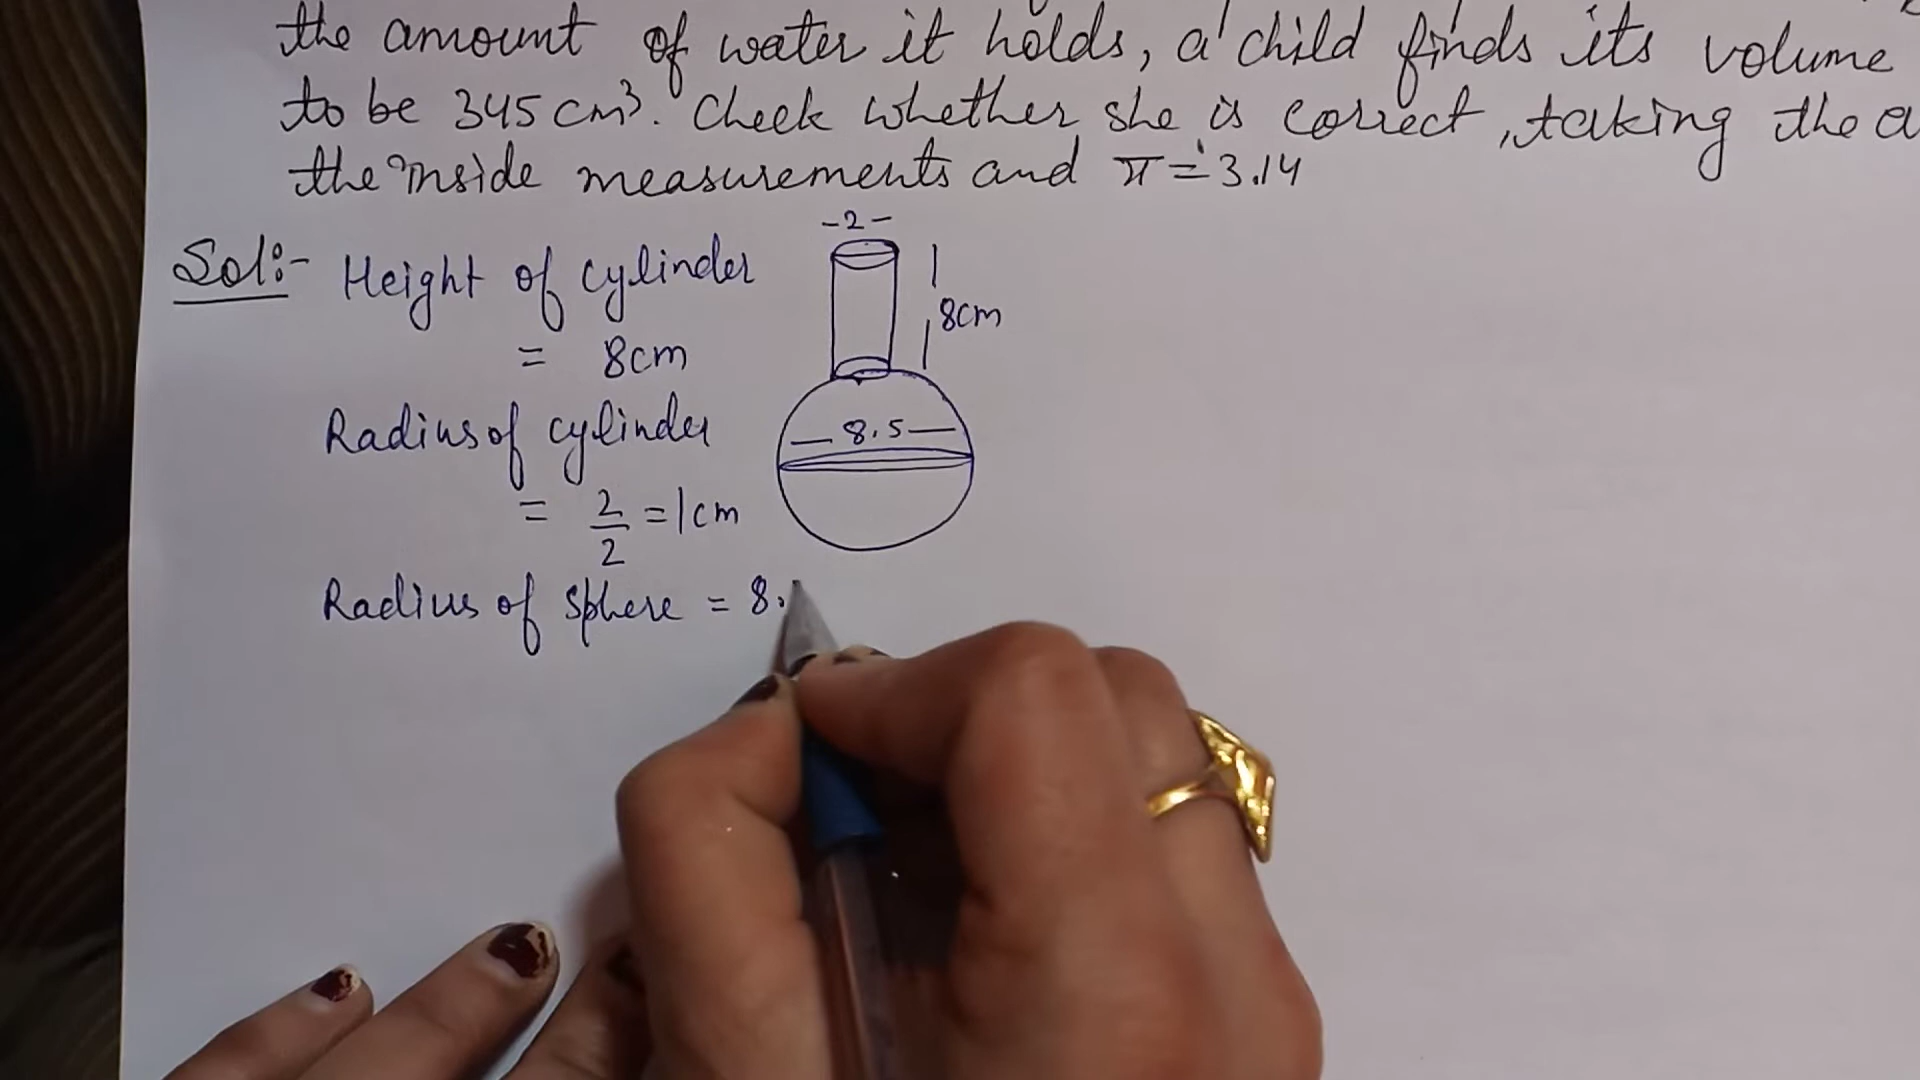 the amount of water it holds, a child finds its volume
to be 345 cm³. Check whether she is correct, taking the a
the inside measurements and π = 3.14
Sol:- Height of cylinder
= 8cm
Radius of cylinder
= 2/2 = 1cm
Radius of sphere = 8.
-2-
8cm
8.5